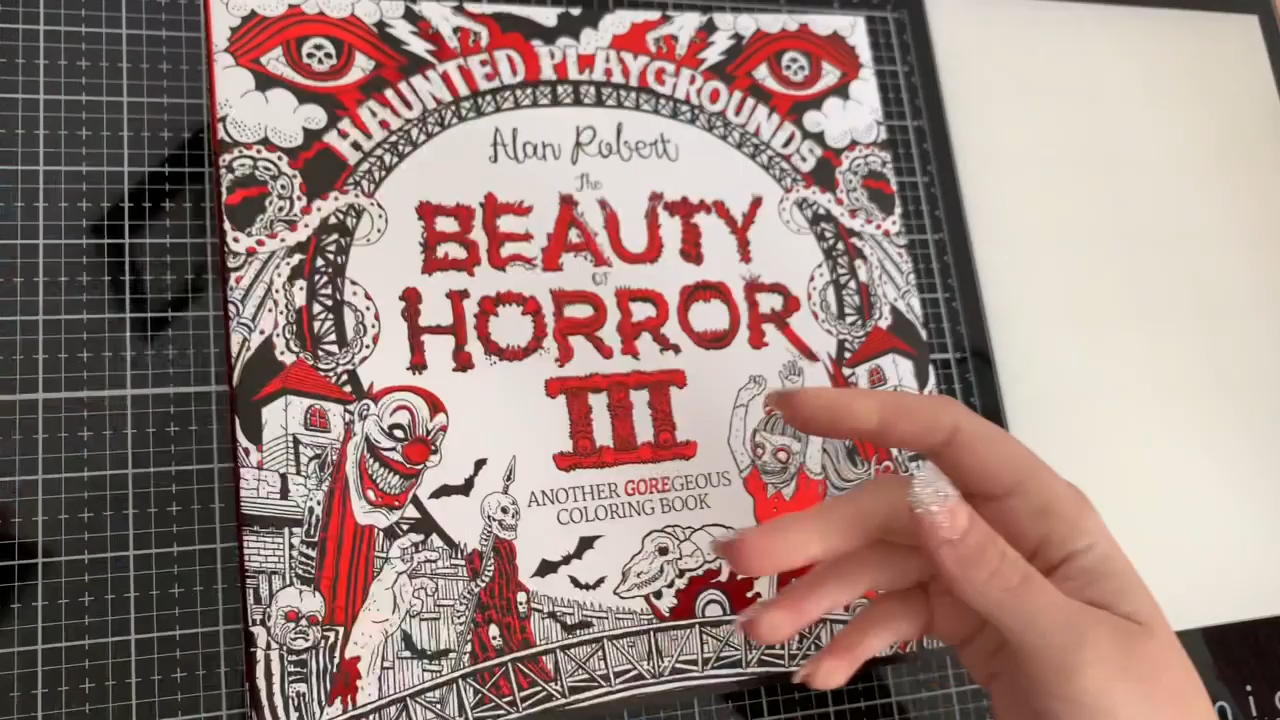 HAUNTED PLAYGROUNDS
Alan Robert
The
BEAUTY
OF
HORROR
III
ANOTHER GOREGEOUS
COLORING BOOK